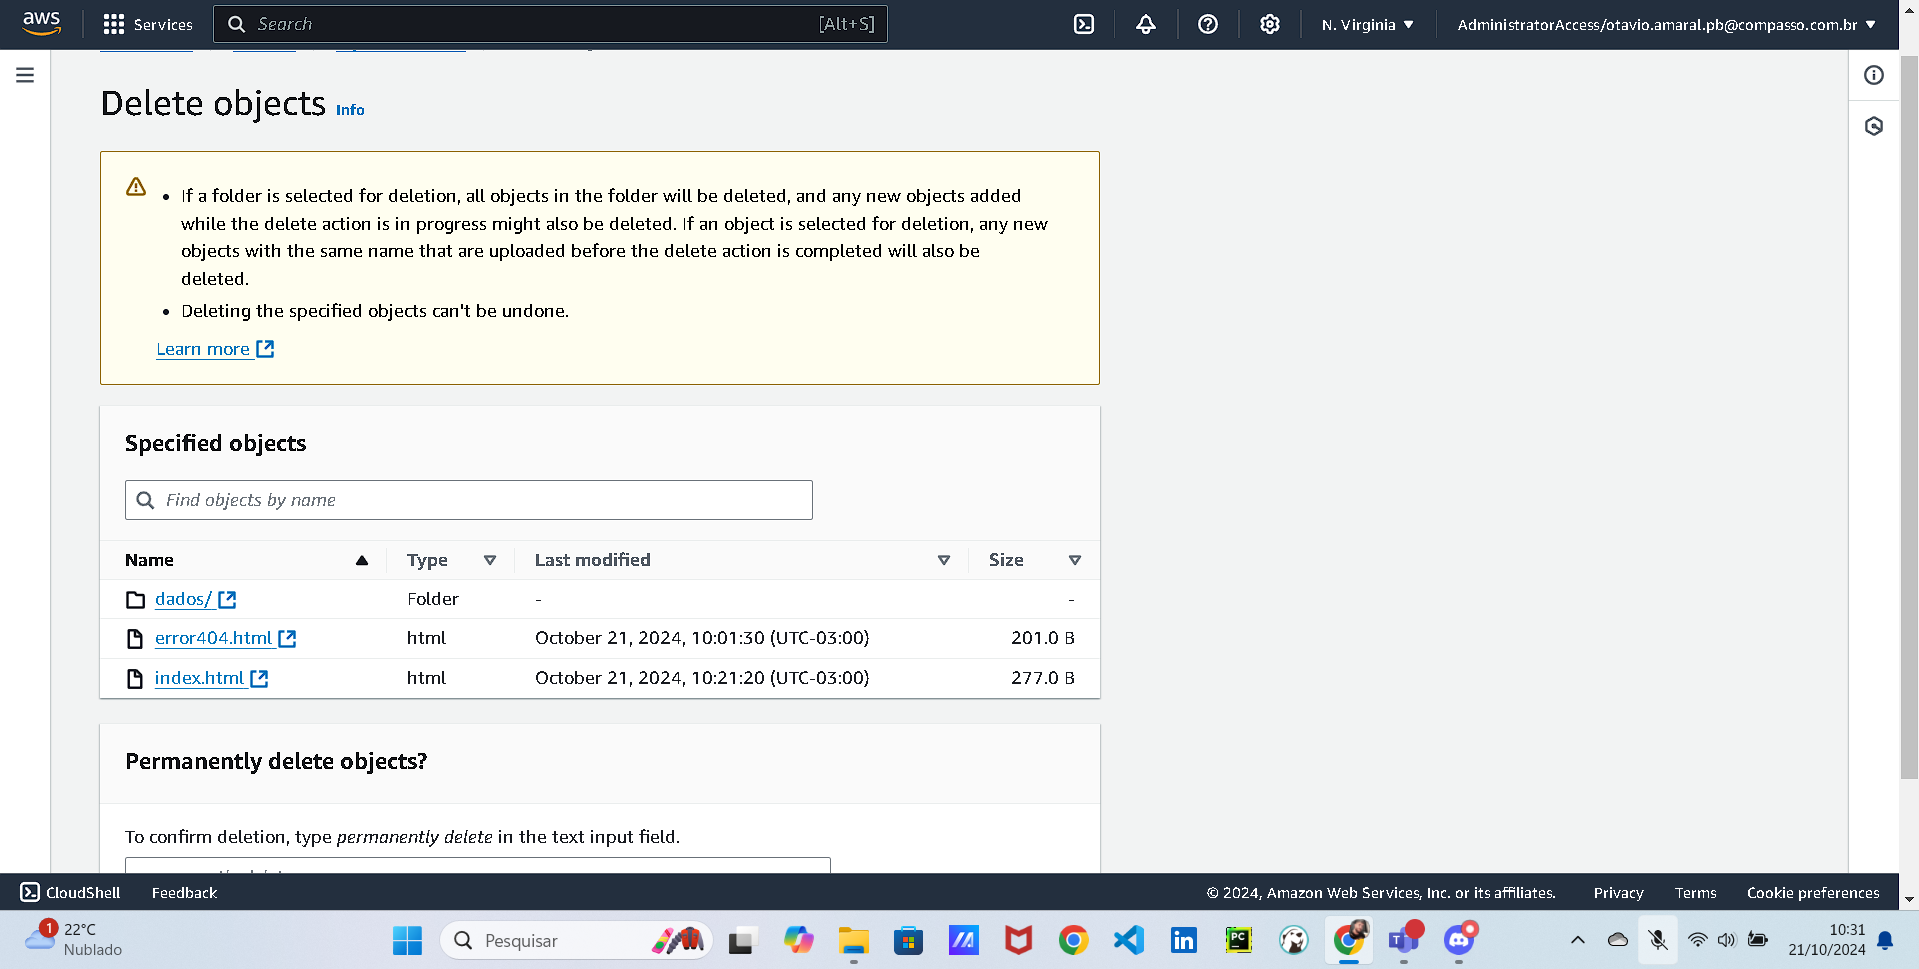 aws
Services
Search
[Alt+S]
N. Virginia
AdministratorAccess/otavio.amaral.pb@compasso.com.br
Delete objects Info
If a folder is selected for deletion, all objects in the folder will be deleted, and any new objects added
while the delete action is in progress might also be deleted. If an object is selected for deletion, any new
objects with the same name that are uploaded before the delete action is completed will also be
deleted.
Deleting the specified objects can't be undone.
Learn more
Specified objects
Find objects by name
Name Type Last modified Size
dados/ Folder - -
error404.html html October 21, 2024, 10:01:30 (UTC-03:00) 201.0 B
index.html html October 21, 2024, 10:21:20 (UTC-03:00) 277.0 B
Permanently delete objects?
To confirm deletion, type permanently delete in the text input field.
CloudShell Feedback © 2024, Amazon Web Services, Inc. or its affiliates. Privacy Terms Cookie preferences
1
22°C
Nublado
Pesquisar
PC
T
10:31
21/10/2024